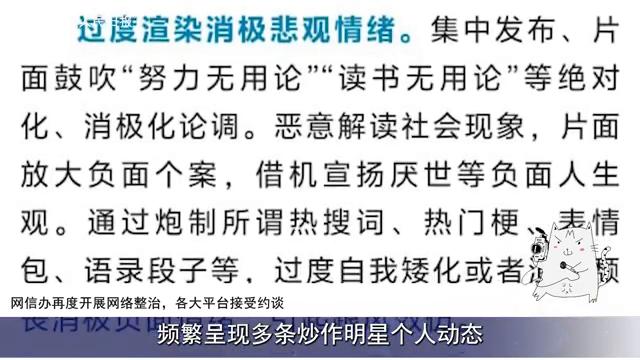 过度渲染消极悲观情绪。集中发布、片
面鼓吹“努力无用论”“读书无用论”等绝对
化、消极化论调。恶意解读社会现象，片面
放大负面个案，借机宣扬厌世等负面人生
观。通过炮制所谓热搜词、热门梗、表情
包、语录段子等，过度自我矮化或者
网信办再度开展网络整治，各大平台接受约谈
频繁呈现多条炒作明星个人动态